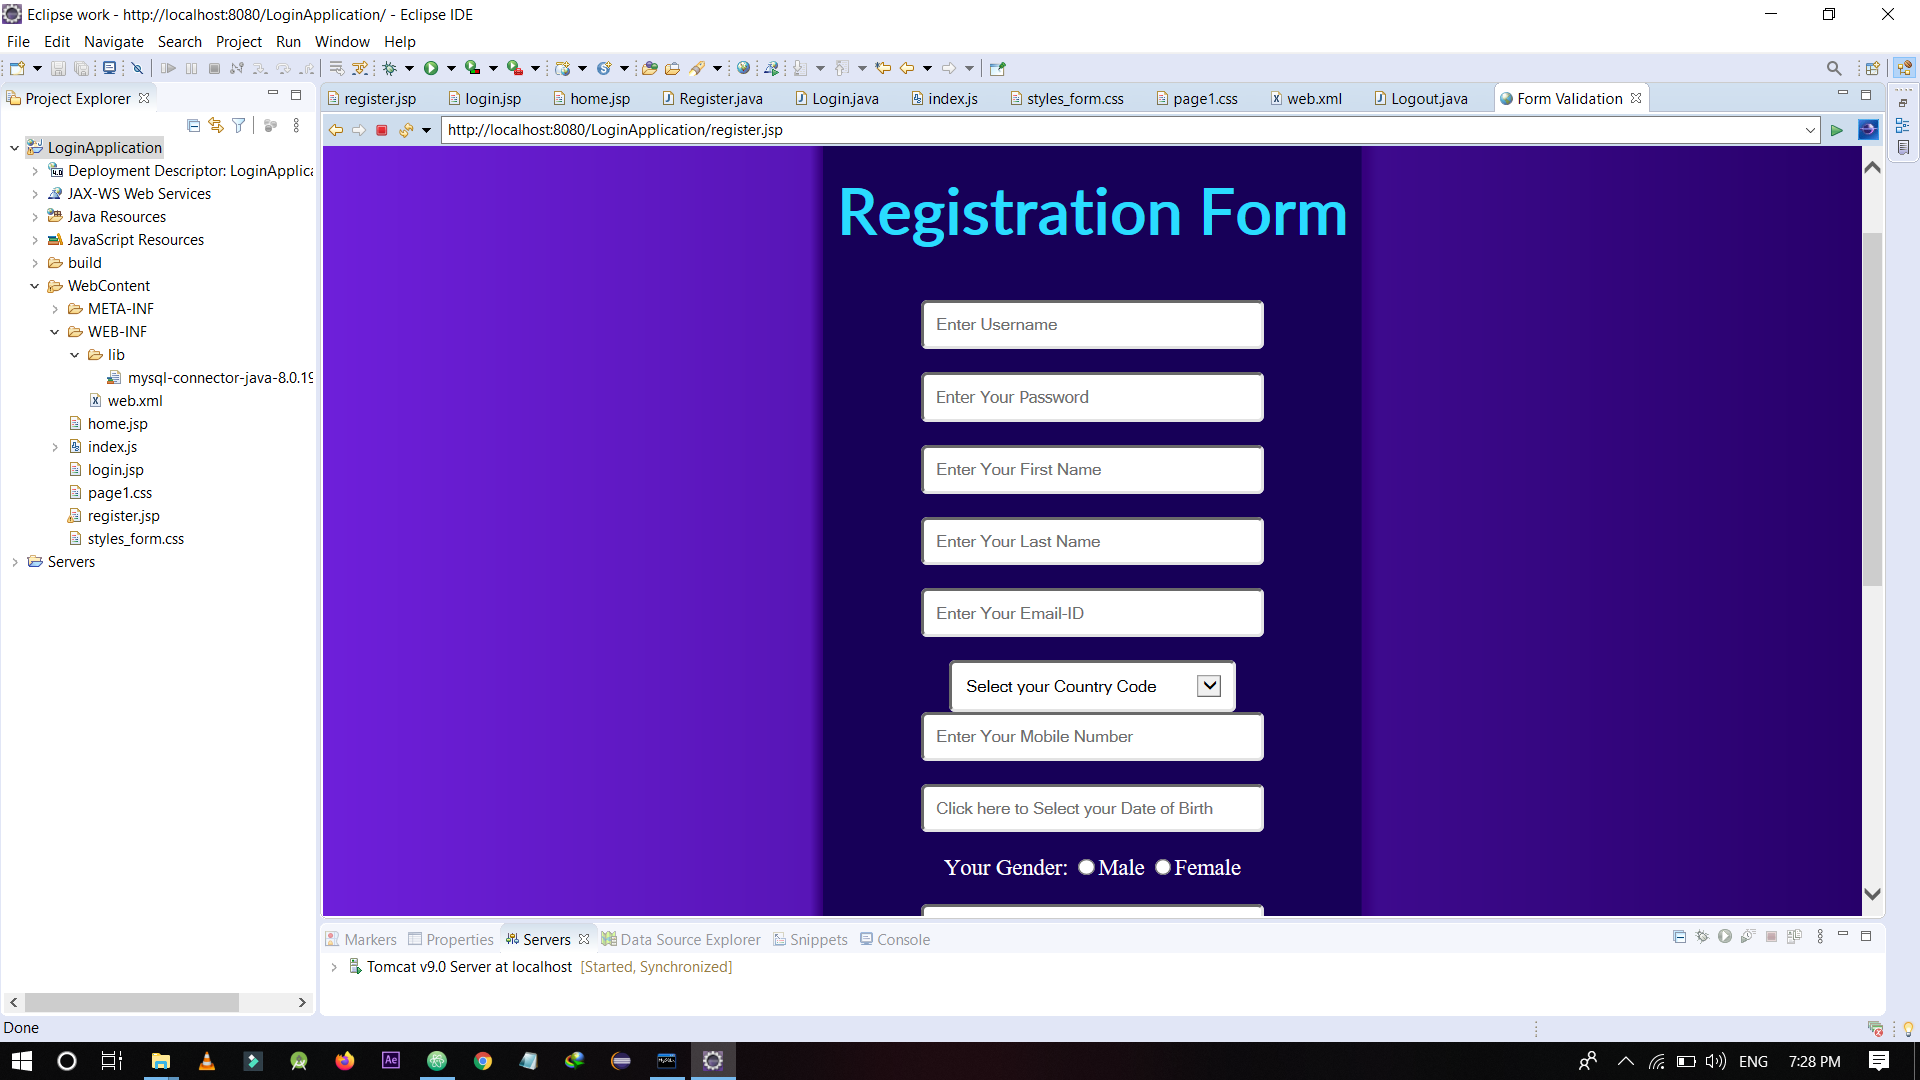 Eclipse work - http://localhost:8080/LoginApplication/ - Eclipse IDE
File Edit Navigate Search Project Run Window Help
Project Explorer
register.jsp login.jsp home.jsp Register.java Login.java index.js styles_form.css page1.css web.xml Logout.java Form Validation
http://localhost:8080/LoginApplication/register.jsp
LoginApplication
Deployment Descriptor: LoginApplica
JAX-WS Web Services
Java Resources
JavaScript Resources
build
WebContent
META-INF
WEB-INF
lib
mysql-connector-java-8.0.19
web.xml
home.jsp
index.js
login.jsp
page1.css
register.jsp
styles_form.css
Servers
Registration Form
Enter Username
Enter Your Password
Enter Your First Name
Enter Your Last Name
Enter Your Email-ID
Select your Country Code
Enter Your Mobile Number
Click here to Select your Date of Birth
Your Gender: Male Female
Markers Properties Servers Data Source Explorer Snippets Console
Tomcat v9.0 Server at localhost [Started, Synchronized]
Done
Ae
ENG 7:28 PM